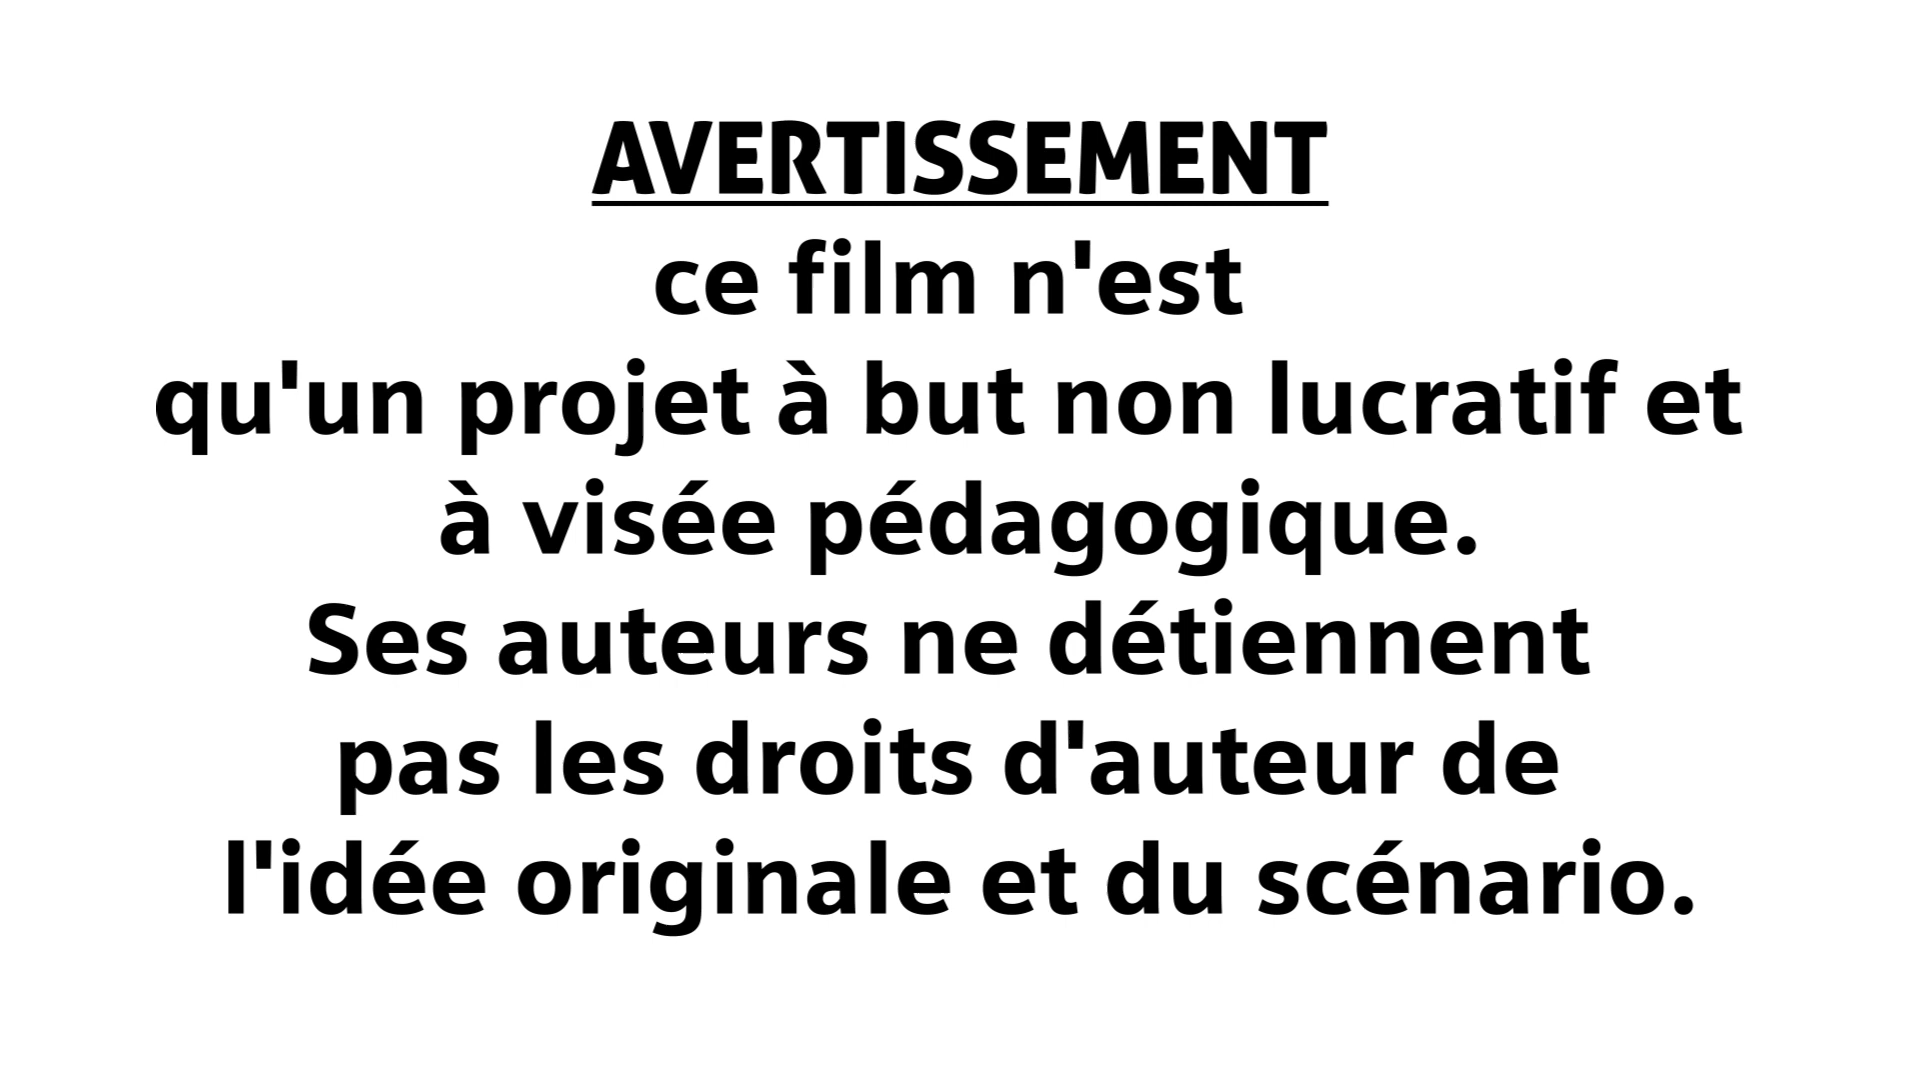 AVERTISSEMENT
ce film n'est
qu'un projet à but non lucratif et
à visée pédagogique.
Ses auteurs ne détiennent
pas les droits d'auteur de
l'idée originale et du scénario.